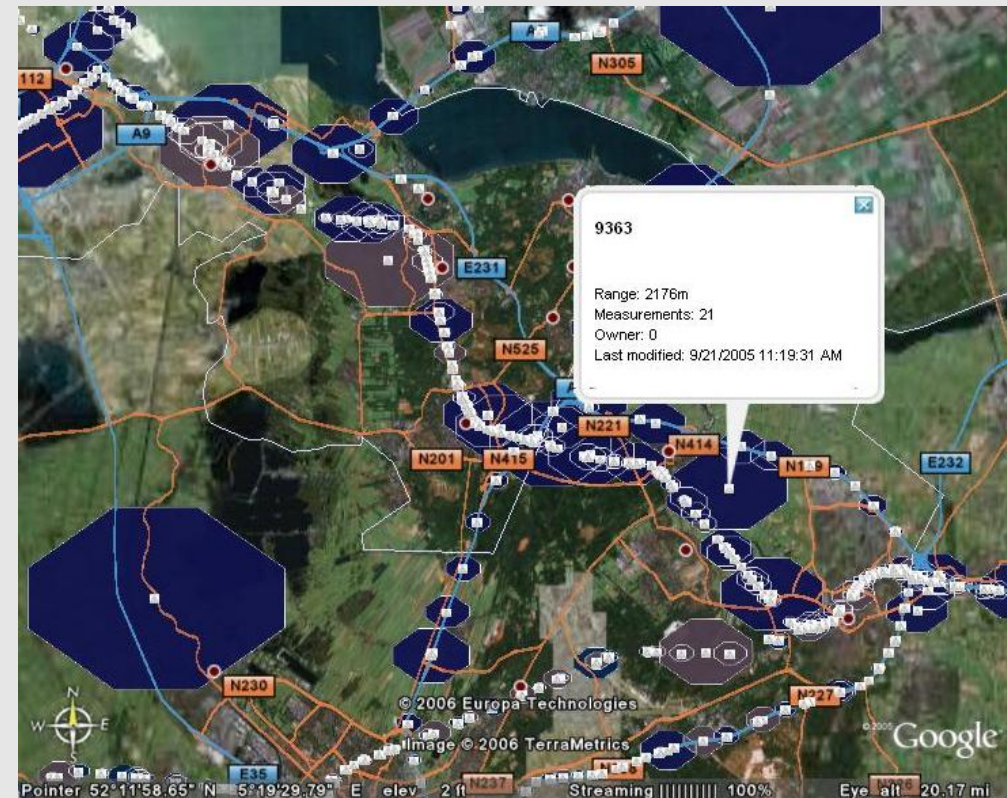 N305
112
A9
9363
Range: 2176m
Measurements: 21
Owner: 0
Last modified: 9/21/2005 11:19:31 AM
E231
N525
N221
N414
N201
N415
E232
N230
N227
© 2006 Europa Technologies
Image © 2006 TerraMetrics
© 2005 Google
N
W
E
S
E35
N237
Pointer 52°11'58.65" N 5°19'29.79" E elev 2 ft Streaming |||||||||| 100% Eye alt 20.17 mi